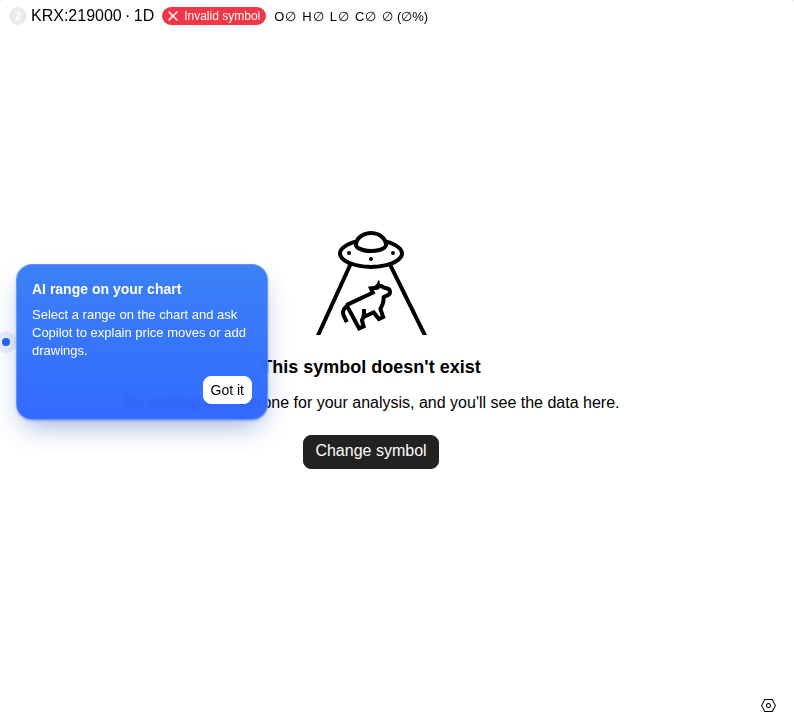 2 KRX:219000 · 1D Invalid symbol O∅ H∅ L∅ C∅ ∅ (∅%)
AI range on your chart
Select a range on the chart and ask
Copilot to explain price moves or add
drawings.
Got it
This symbol doesn't exist
one for your analysis, and you'll see the data here.
Change symbol